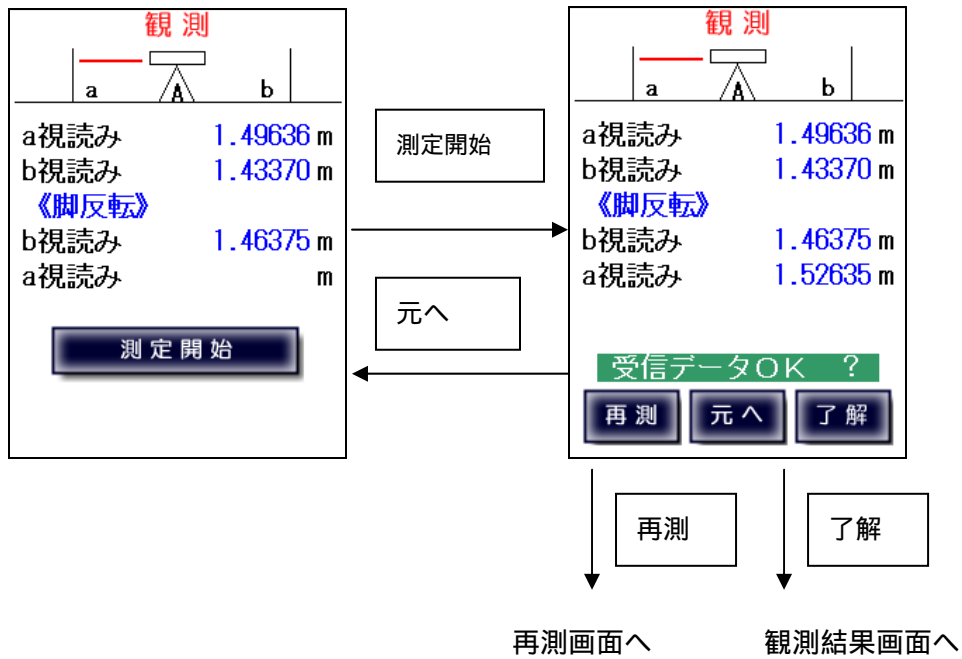 観測
a A b
a視読み 1.49636 m
b視読み 1.43370 m
《脚反転》
b視読み 1.46375 m
a視読み m
測定開始
測定開始
元へ
観測
a A b
a視読み 1.49636 m
b視読み 1.43370 m
《脚反転》
b視読み 1.46375 m
a視読み 1.52635 m
受信データOK ?
再測 元へ 了解
再測
了解
再測画面へ
観測結果画面へ